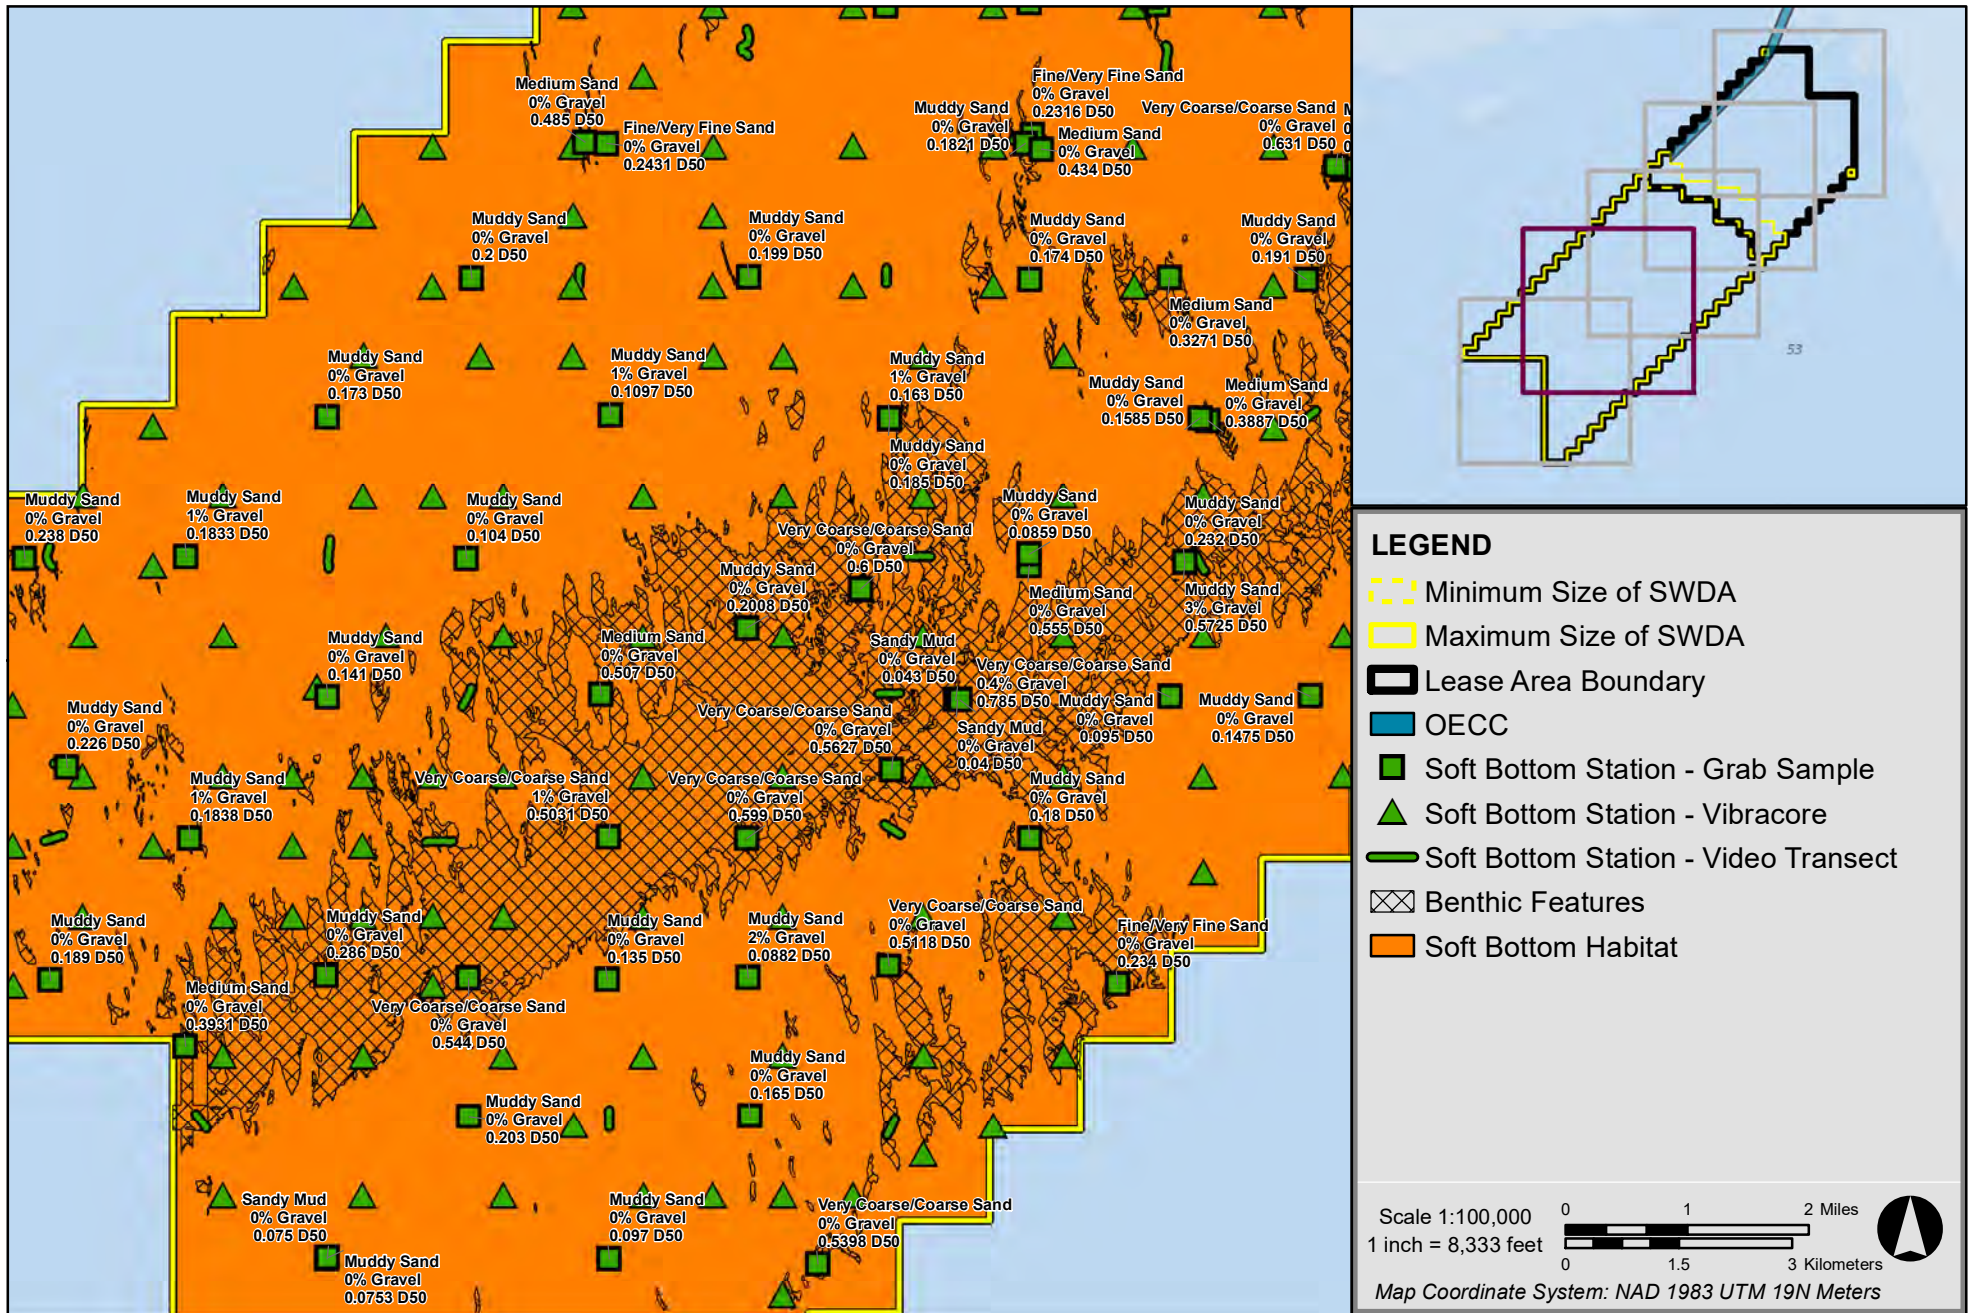 Medium Sand
0% Gravel
0.485 D50
Fine/Very Fine Sand
0% Gravel
0.2431 D50
Fine/Very Fine Sand
0% Gravel
0.2316 D50
Muddy Sand
0% Gravel
0.1821 D50
Medium Sand
0% Gravel
0.434 D50
Very Coarse/Coarse Sand
0% Gravel
0.631 D50
M
0
0
Muddy Sand
0% Gravel
0.2 D50
Muddy Sand
0% Gravel
0.199 D50
Muddy Sand
0% Gravel
0.174 D50
Muddy Sand
0% Gravel
0.191 D50
Medium Sand
0% Gravel
0.3271 D50
Muddy Sand
0% Gravel
0.173 D50
Muddy Sand
1% Gravel
0.1097 D50
Muddy Sand
1% Gravel
0.163 D50
Muddy Sand
0% Gravel
0.1585 D50
Medium Sand
0% Gravel
0.3887 D50
Muddy Sand
0% Gravel
0.185 D50
Muddy Sand
0% Gravel
0.238 D50
Muddy Sand
1% Gravel
0.1833 D50
Muddy Sand
0% Gravel
0.104 D50
Muddy Sand
0% Gravel
0.0859 D50
Muddy Sand
0% Gravel
0.232 D50
Very Coarse/Coarse Sand
0% Gravel
0.6 D50
Muddy Sand
0% Gravel
0.2008 D50
Medium Sand
0% Gravel
0.555 D50
Muddy Sand
3% Gravel
0.5725 D50
Muddy Sand
0% Gravel
0.141 D50
Medium Sand
0% Gravel
0.507 D50
Sandy Mud
0% Gravel
0.043 D50
Very Coarse/Coarse Sand
0.4% Gravel
0.785 D50
Muddy Sand
0% Gravel
0.095 D50
Muddy Sand
0% Gravel
0.1475 D50
Muddy Sand
0% Gravel
0.226 D50
Very Coarse/Coarse Sand
0% Gravel
0.5627 D50
Sandy Mud
0% Gravel
0.04 D50
Muddy Sand
1% Gravel
0.1838 D50
Very Coarse/Coarse Sand
1% Gravel
0.5031 D50
Very Coarse/Coarse Sand
0% Gravel
0.599 D50
Muddy Sand
0% Gravel
0.18 D50
Muddy Sand
0% Gravel
0.189 D50
Muddy Sand
0% Gravel
0.286 D50
Muddy Sand
0% Gravel
0.135 D50
Muddy Sand
2% Gravel
0.0882 D50
Very Coarse/Coarse Sand
0% Gravel
0.5118 D50
Fine/Very Fine Sand
0% Gravel
0.234 D50
Medium Sand
0% Gravel
0.3931 D50
Very Coarse/Coarse Sand
0% Gravel
0.544 D50
Muddy Sand
0% Gravel
0.165 D50
Muddy Sand
0% Gravel
0.203 D50
Sandy Mud
0% Gravel
0.075 D50
Muddy Sand
0% Gravel
0.097 D50
Very Coarse/Coarse Sand
0% Gravel
0.5398 D50
Muddy Sand
0% Gravel
0.0753 D50
53
LEGEND
Minimum Size of SWDA
Maximum Size of SWDA
Lease Area Boundary
OECC
Soft Bottom Station - Grab Sample
Soft Bottom Station - Vibracore
Soft Bottom Station - Video Transect
Benthic Features
Soft Bottom Habitat
Scale 1:100,000
1 inch = 8,333 feet
0 1 2 Miles
0 1.5 3 Kilometers
Map Coordinate System: NAD 1983 UTM 19N Meters